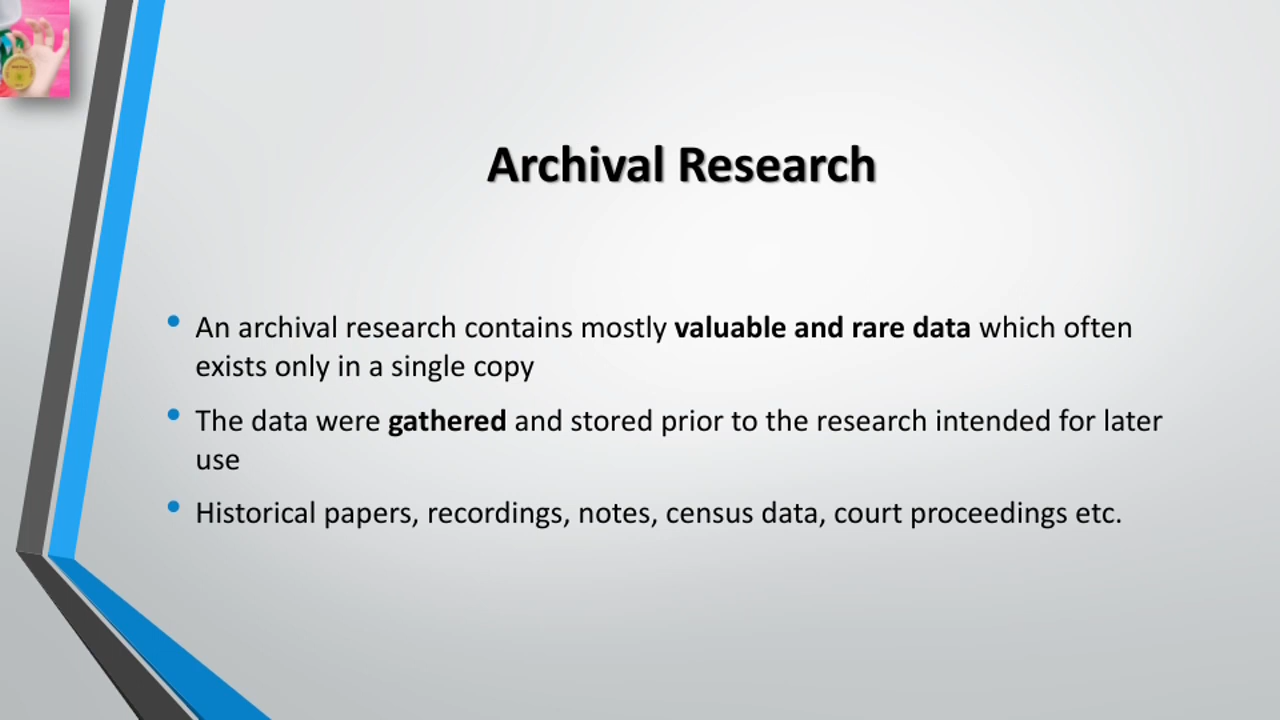 Archival Research
• An archival research contains mostly valuable and rare data which often
exists only in a single copy
• The data were gathered and stored prior to the research intended for later
use
• Historical papers, recordings, notes, census data, court proceedings etc.